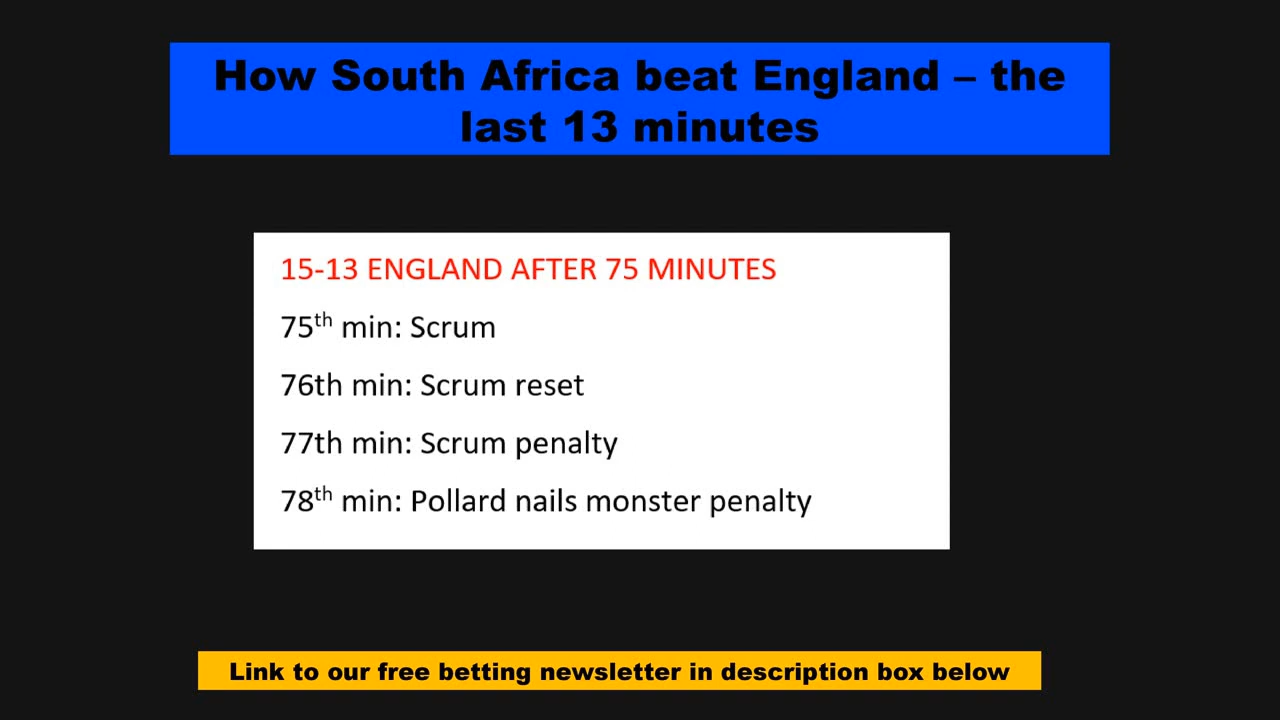 How South Africa beat England – the
last 13 minutes
15-13 ENGLAND AFTER 75 MINUTES
75th min: Scrum
76th min: Scrum reset
77th min: Scrum penalty
78th min: Pollard nails monster penalty
Link to our free betting newsletter in description box below